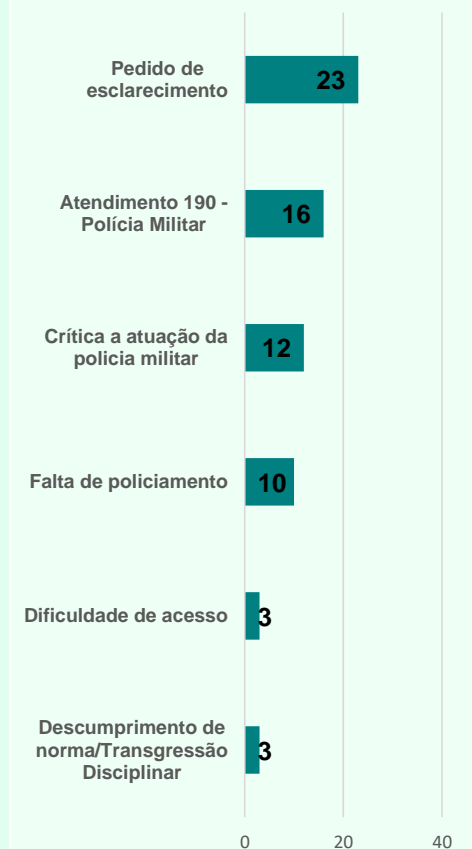 Pedido de
esclarecimento
23
Atendimento 190 -
Polícia Militar
16
Crítica a atuação da
policia militar
12
Falta de policiamento
10
Dificuldade de acesso
3
Descumprimento de
norma/Transgressão
Disciplinar
3
0 20 40